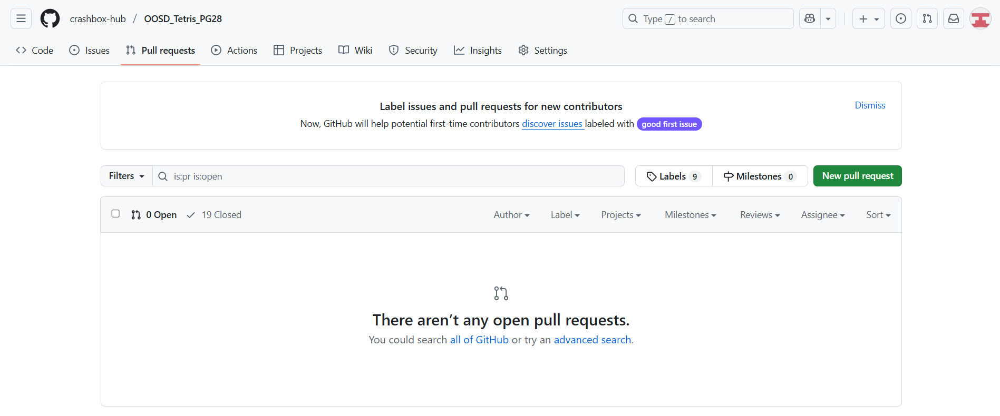 crashbox-hub / OOSD_Tetris_PG28
Type / to search
Code
Issues
Pull requests
Actions
Projects
Wiki
Security
Insights
Settings
Label issues and pull requests for new contributors
Dismiss
Now, GitHub will help potential first-time contributors discover issues labeled with good first issue
Filters
is:pr is:open
Labels 9
Milestones 0
New pull request
0 Open
19 Closed
Author
Label
Projects
Milestones
Reviews
Assignee
Sort
There aren’t any open pull requests.
You could search all of GitHub or try an advanced search.